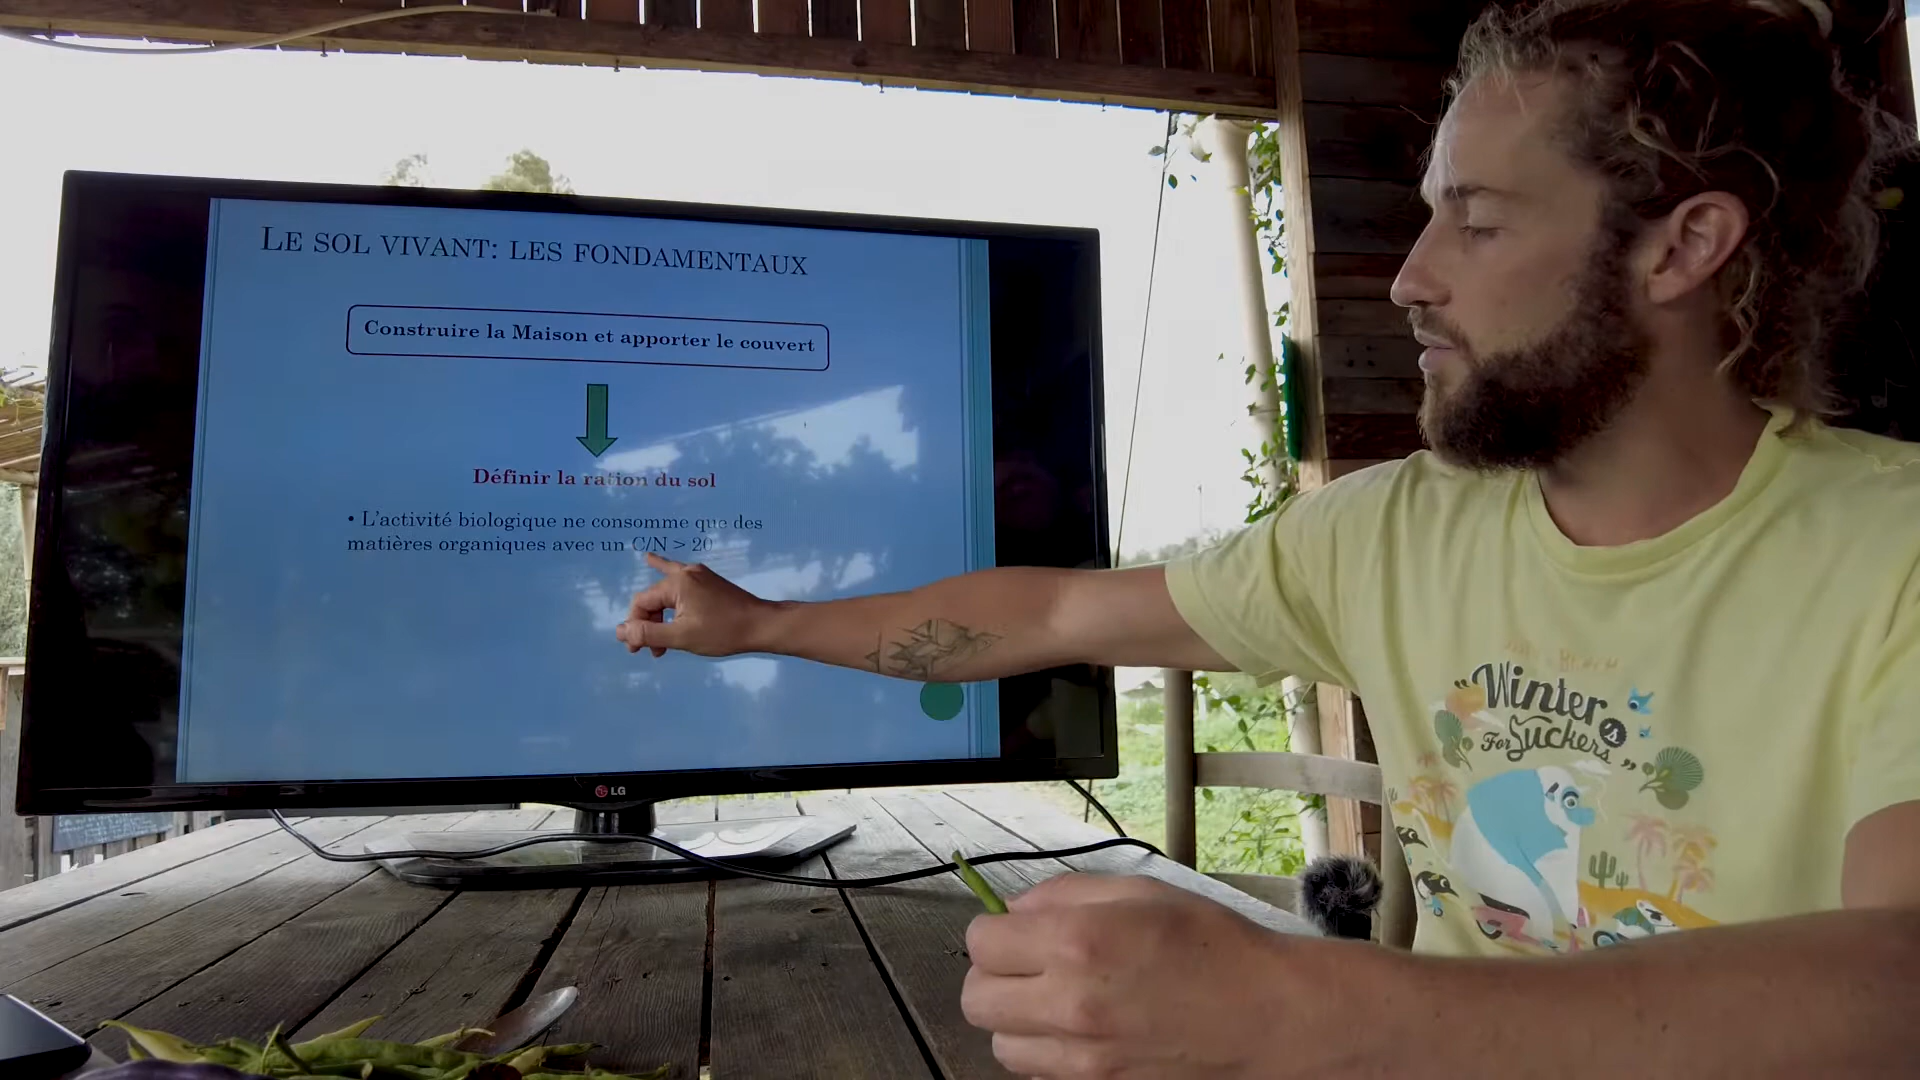 LE SOL VIVANT: LES FONDAMENTAUX
Construire la Maison et apporter le couvert
Définir la ration du sol
• L'activité biologique ne consomme que des
matières organiques avec un C/N > 20
LG
"Winter's
For Suckers"